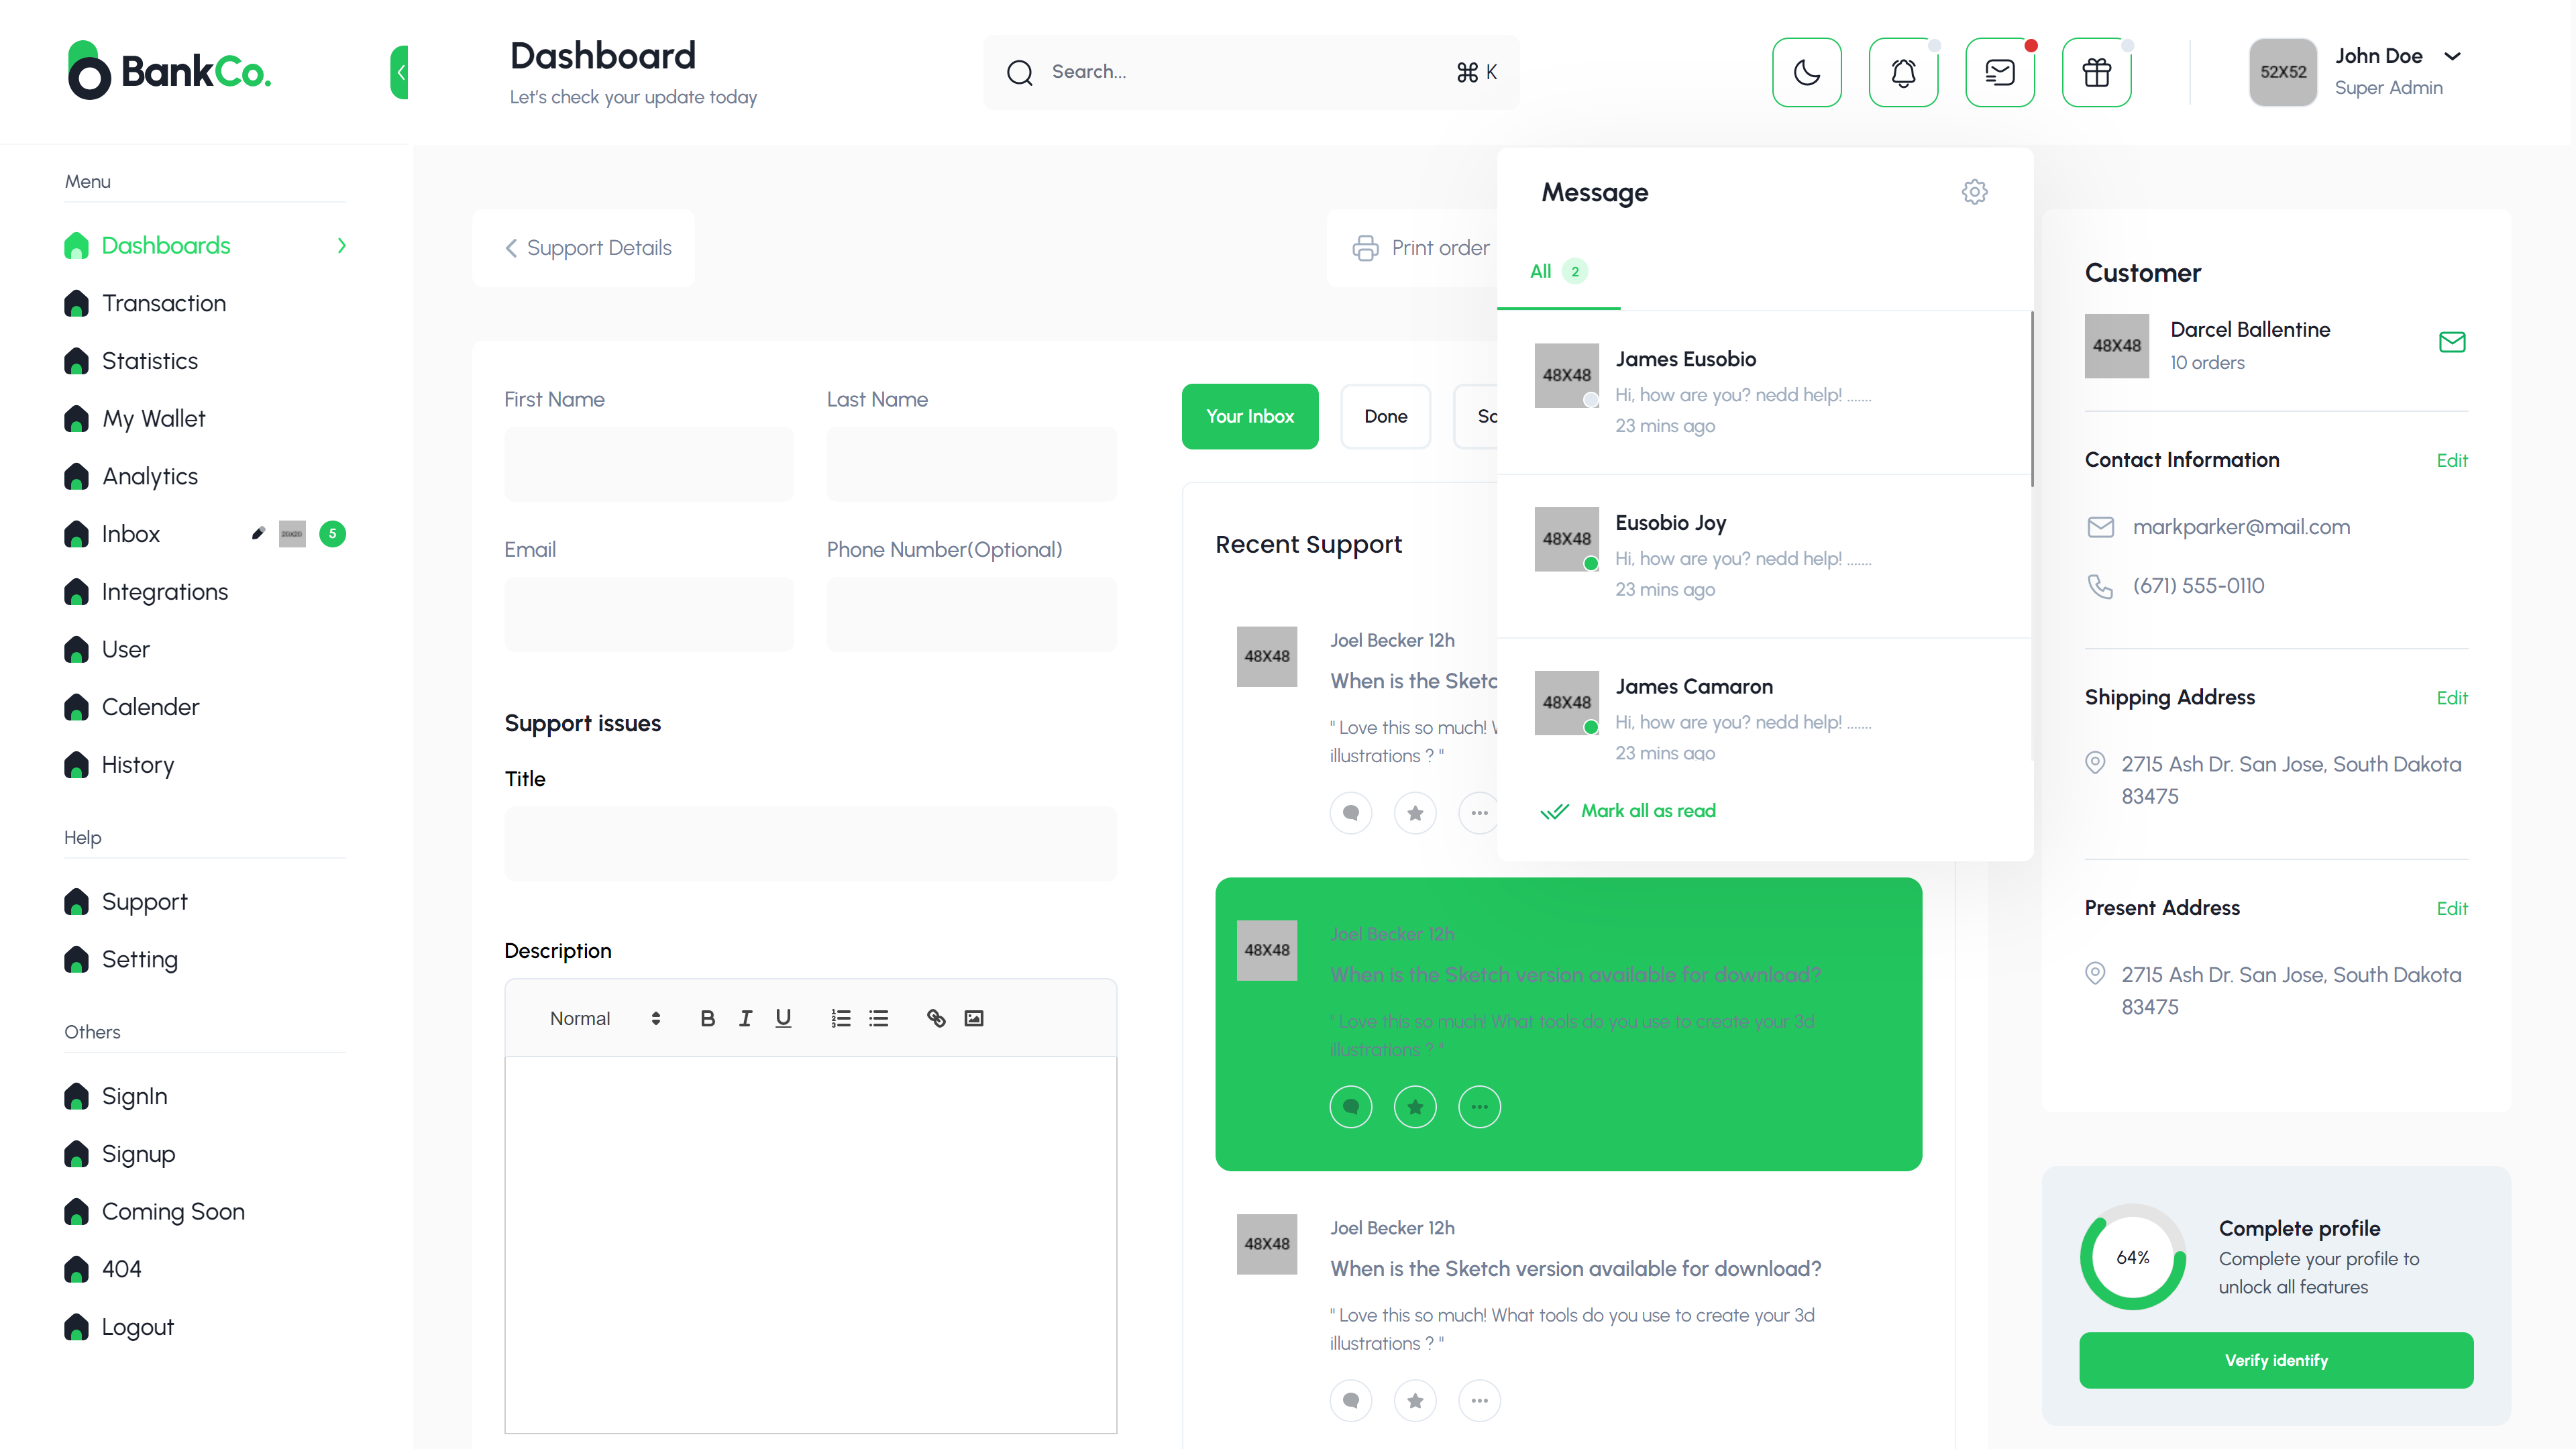 BankCo.
Dashboard
Let's check your update today
Search...
⌘ K
52X52
John Doe
Super Admin
Menu
Dashboards
Transaction
Statistics
My Wallet
Analytics
Inbox
20X20
5
Integrations
User
Calender
History
Help
Support
Setting
Others
SignIn
Signup
Coming Soon
404
Logout
Support Details
Print order
First Name
Last Name
Email
Phone Number(Optional)
Support issues
Title
Description
Normal
Your Inbox
Done
Sc
Recent Support
48X48
Joel Becker 12h
When is the Sketc
" Love this so much! W
illustrations ? "
48X48
Joel Becker 12h
When is the Sketch version available for download?
" Love this so much! What tools do you use to create your 3d
illustrations ? "
48X48
Joel Becker 12h
When is the Sketch version available for download?
" Love this so much! What tools do you use to create your 3d
illustrations ? "
Message
All 2
48X48
James Eusobio
Hi, how are you? nedd help! .......
23 mins ago
48X48
Eusobio Joy
Hi, how are you? nedd help! .......
23 mins ago
48X48
James Camaron
Hi, how are you? nedd help! .......
23 mins ago
Mark all as read
Customer
48X48
Darcel Ballentine
10 orders
Contact Information
Edit
markparker@mail.com
(671) 555-0110
Shipping Address
Edit
2715 Ash Dr. San Jose, South Dakota
83475
Present Address
Edit
2715 Ash Dr. San Jose, South Dakota
83475
64%
Complete profile
Complete your profile to
unlock all features
Verify identify